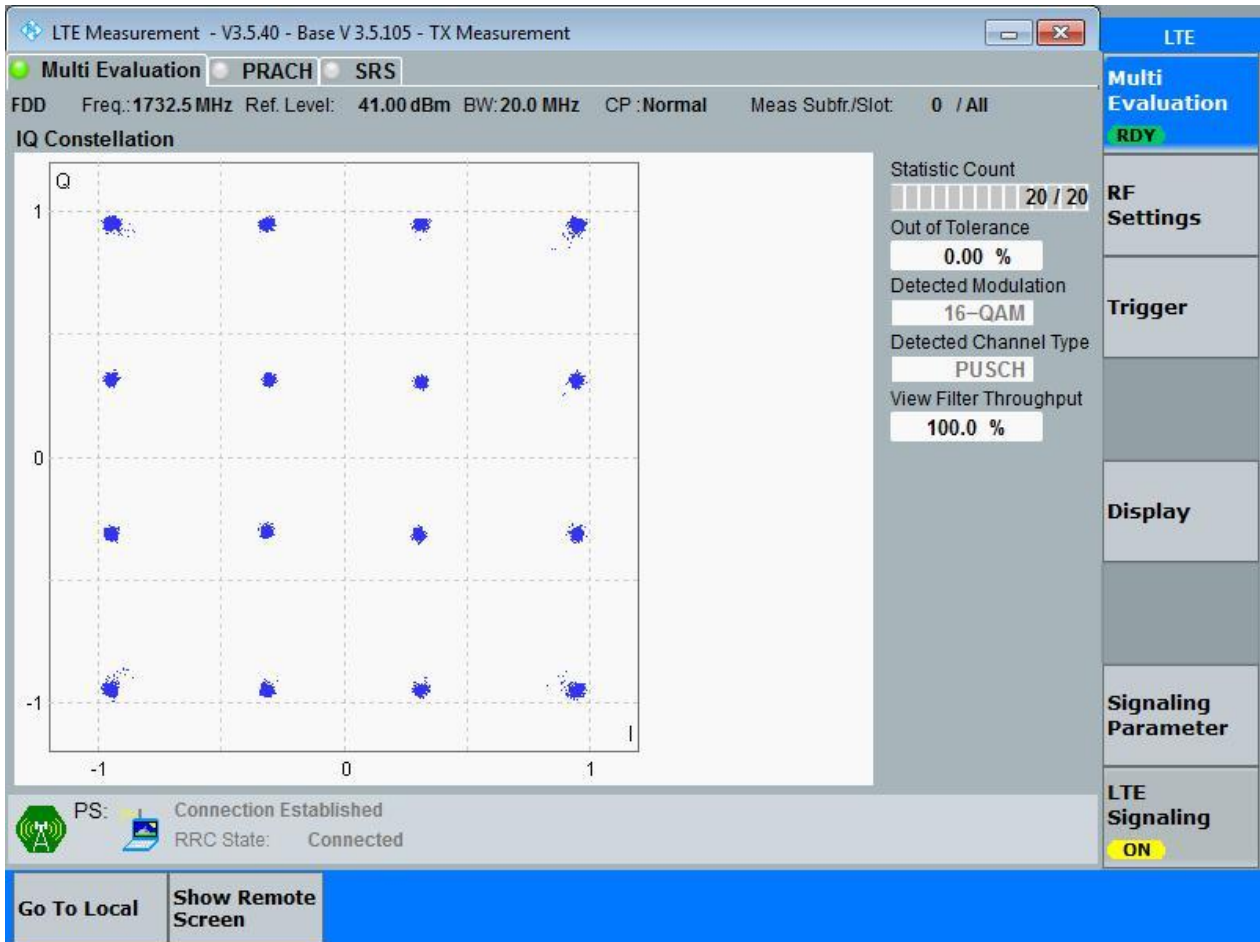 LTE Measurement - V3.5.40 - Base V 3.5.105 - TX Measurement
LTE
Multi Evaluation PRACH SRS
Multi
Evaluation
RDY
FDD Freq.: 1732.5 MHz Ref. Level: 41.00 dBm BW: 20.0 MHz CP : Normal Meas Subfr./Slot: 0 / All
IQ Constellation
Q
1
0
-1
I
-1 0 1
Statistic Count
20 / 20
Out of Tolerance
0.00 %
Detected Modulation
16-QAM
Detected Channel Type
PUSCH
View Filter Throughput
100.0 %
RF
Settings
Trigger
Display
Signaling
Parameter
LTE
Signaling
ON
PS: Connection Established
RRC State: Connected
Go To Local
Show Remote
Screen